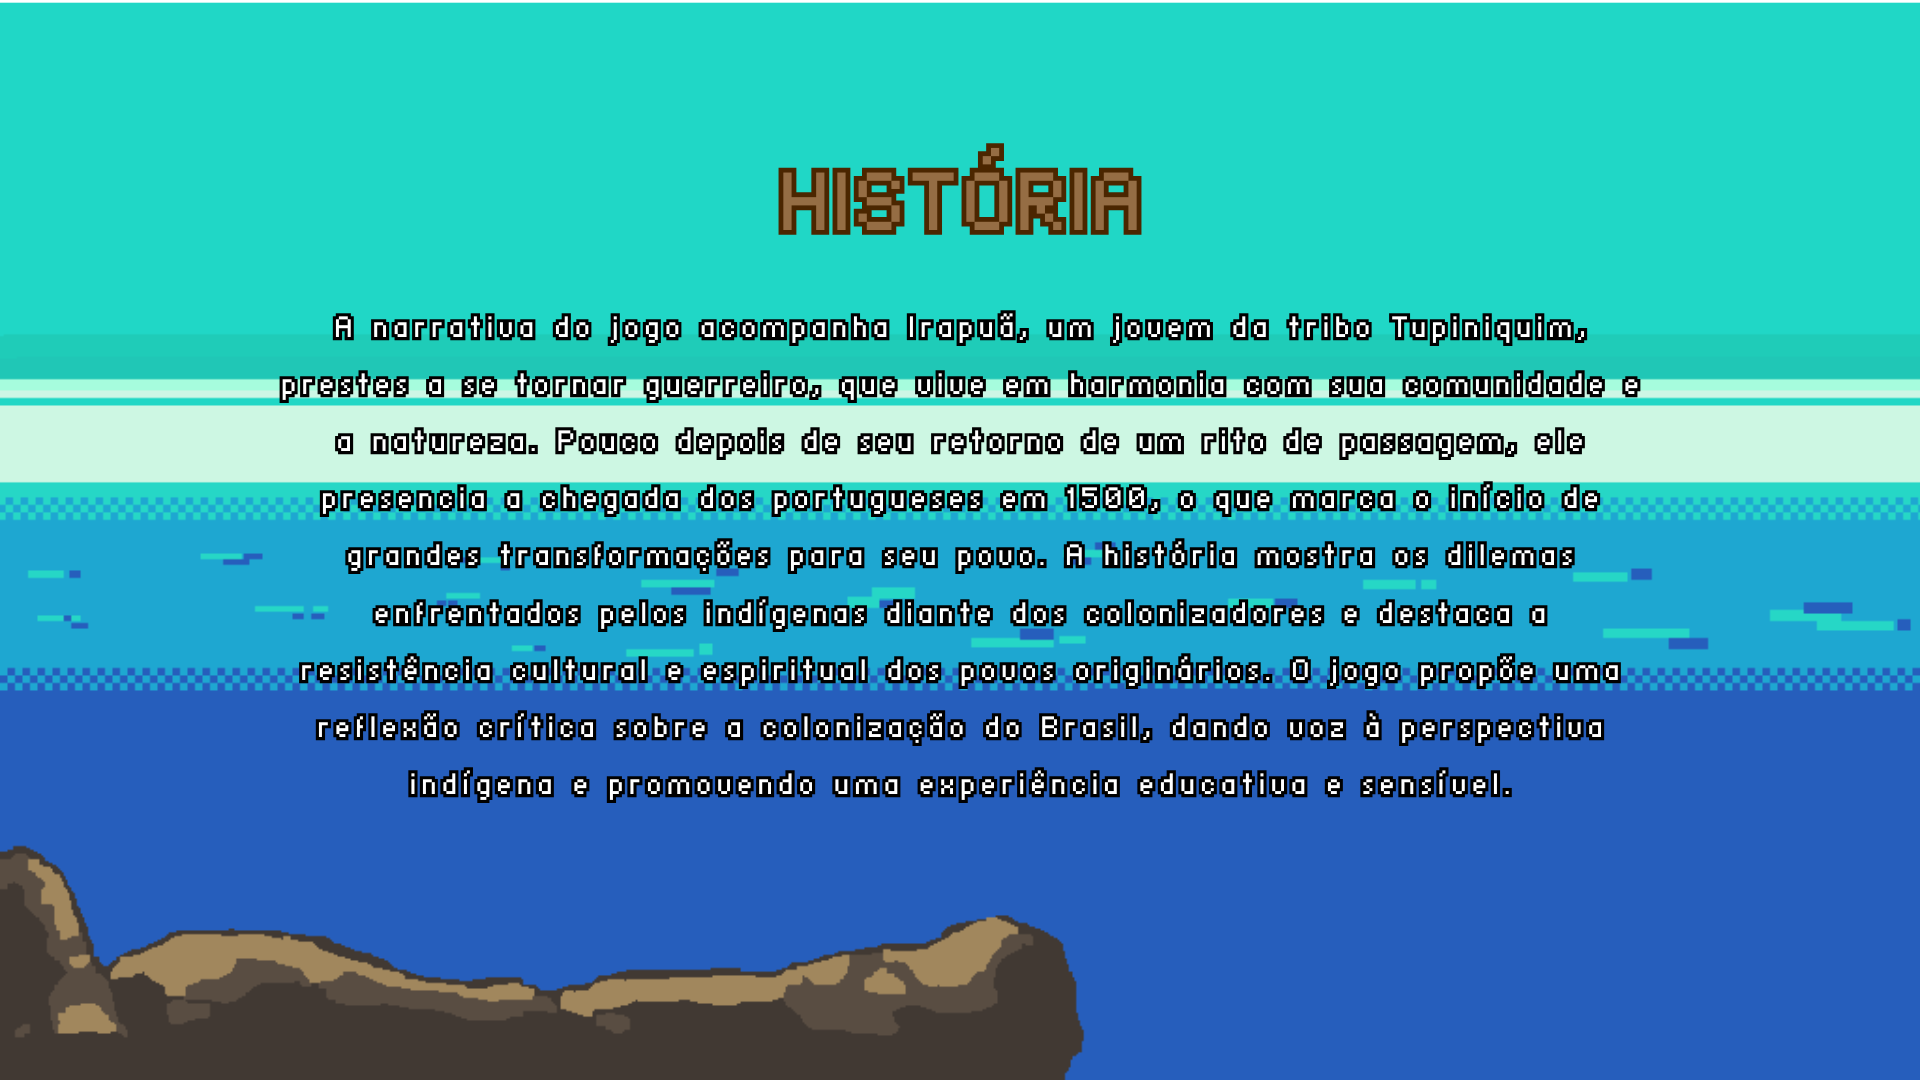 HISTÓRIA
A narrativa do jogo acompanha Irapuã, um jovem da tribo Tupiniquim,
prestes a se tornar guerreiro, que vive em harmonia com sua comunidade e
a natureza. Pouco depois de seu retorno de um rito de passagem, ele
presencia a chegada dos portugueses em 1500, o que marca o início de
grandes transformações para seu povo. A história mostra os dilemas
enfrentados pelos indígenas diante dos colonizadores e destaca a
resistência cultural e espiritual dos povos originários. O jogo propõe uma
reflexão crítica sobre a colonização do Brasil, dando voz à perspectiva
indígena e promovendo uma experiência educativa e sensível.